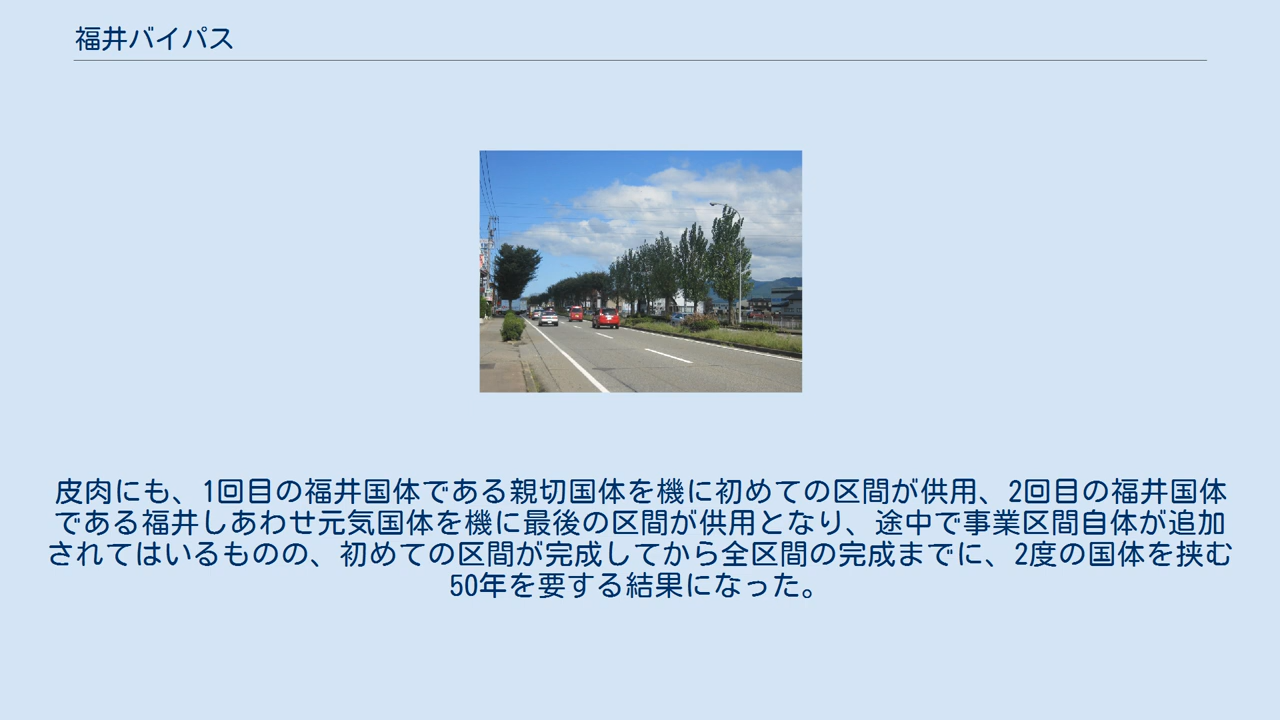 福井バイパス
皮肉にも、1回目の福井国体である親切国体を機に初めての区間が供用、2回目の福井国体
である福井しあわせ元気国体を機に最後の区間が供用となり、途中で事業区間自体が追加
されてはいるものの、初めての区間が完成してから全区間の完成までに、2度の国体を挟む
50年を要する結果になった。